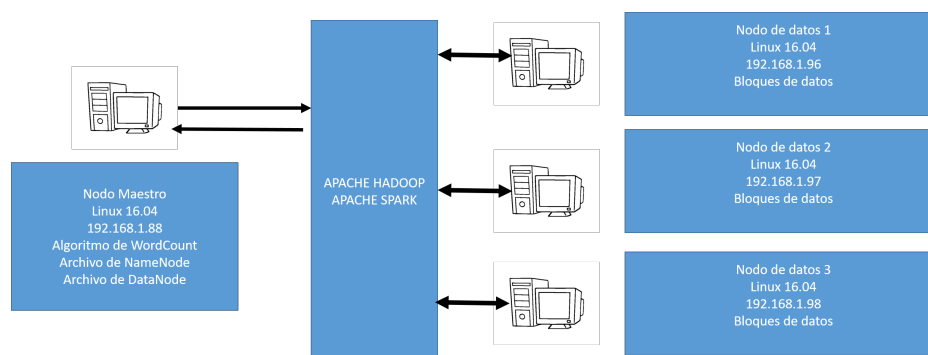 Nodo Maestro
Linux 16.04
192.168.1.88
Algoritmo de WordCount
Archivo de NameNode
Archivo de DataNode
APACHE HADOOP
APACHE SPARK
Nodo de datos 1
Linux 16.04
192.168.1.96
Bloques de datos
Nodo de datos 2
Linux 16.04
192.168.1.97
Bloques de datos
Nodo de datos 3
Linux 16.04
192.168.1.98
Bloques de datos